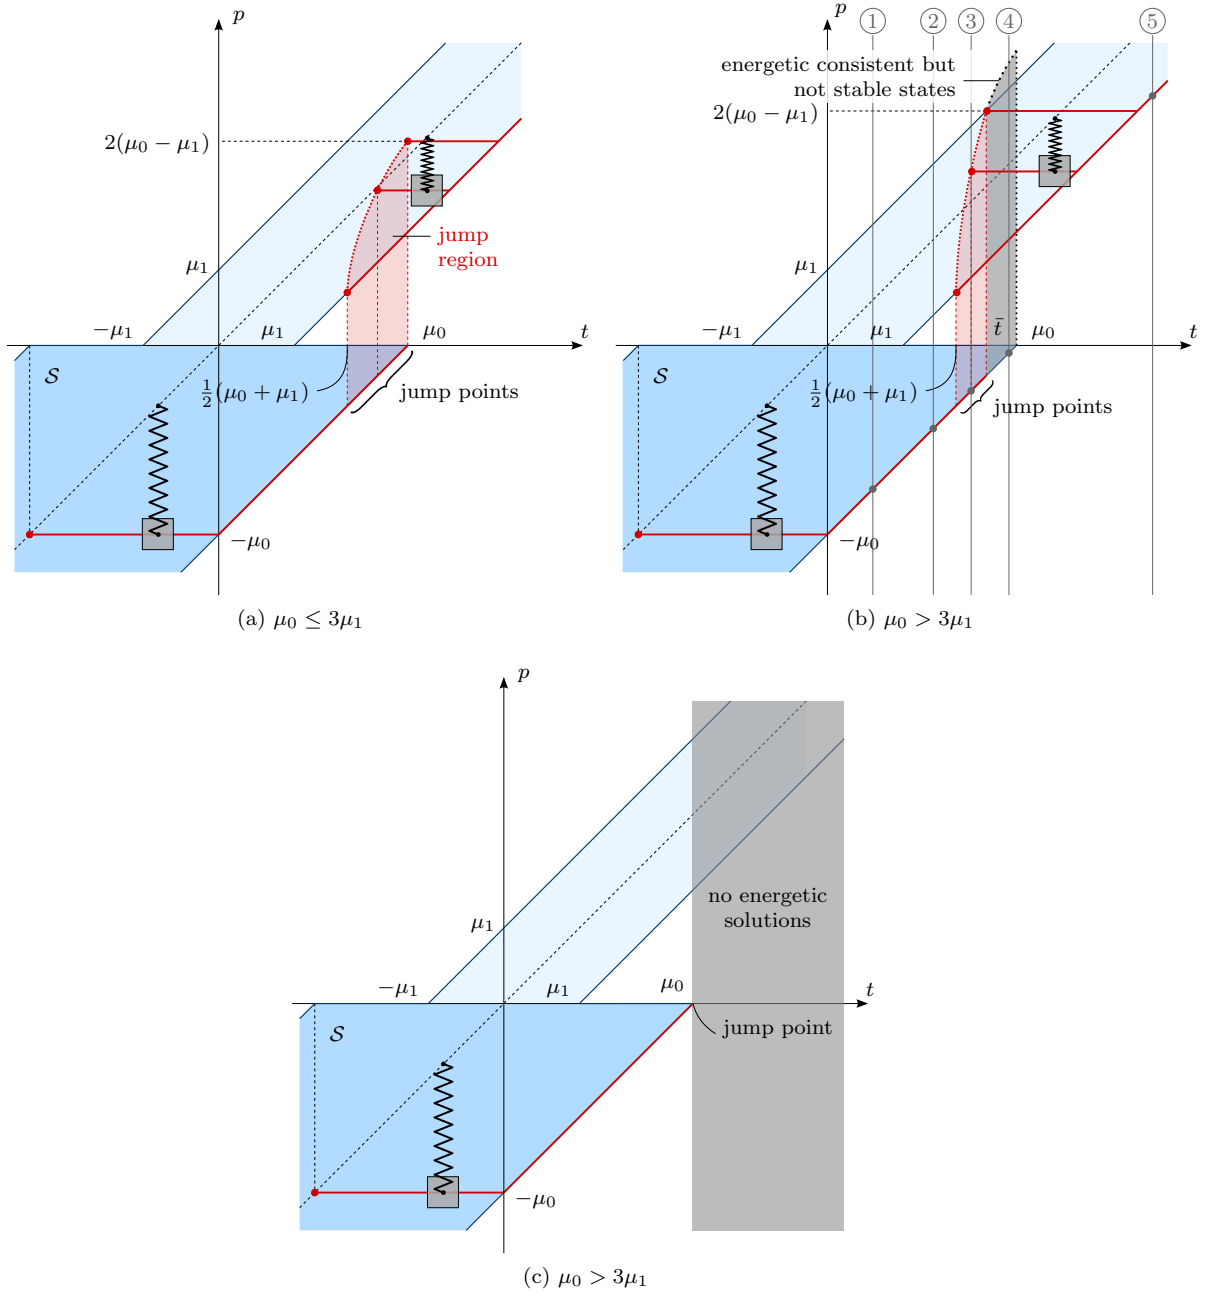 p
2(μ₀ − μ₁)
μ₁
jump
region
−μ₁
μ₁
μ₀
t
𝒮
½(μ₀ + μ₁)
jump points
−μ₀
(a) μ₀ ≤ 3μ₁
p
① ② ③ ④ ⑤
energetic consistent but
not stable states
2(μ₀ − μ₁)
μ₁
−μ₁
μ₁
t̄
μ₀
t
𝒮
½(μ₀ + μ₁)
jump points
−μ₀
(b) μ₀ > 3μ₁
p
no energetic
solutions
μ₁
−μ₁
μ₁
μ₀
t
𝒮
jump point
−μ₀
(c) μ₀ > 3μ₁